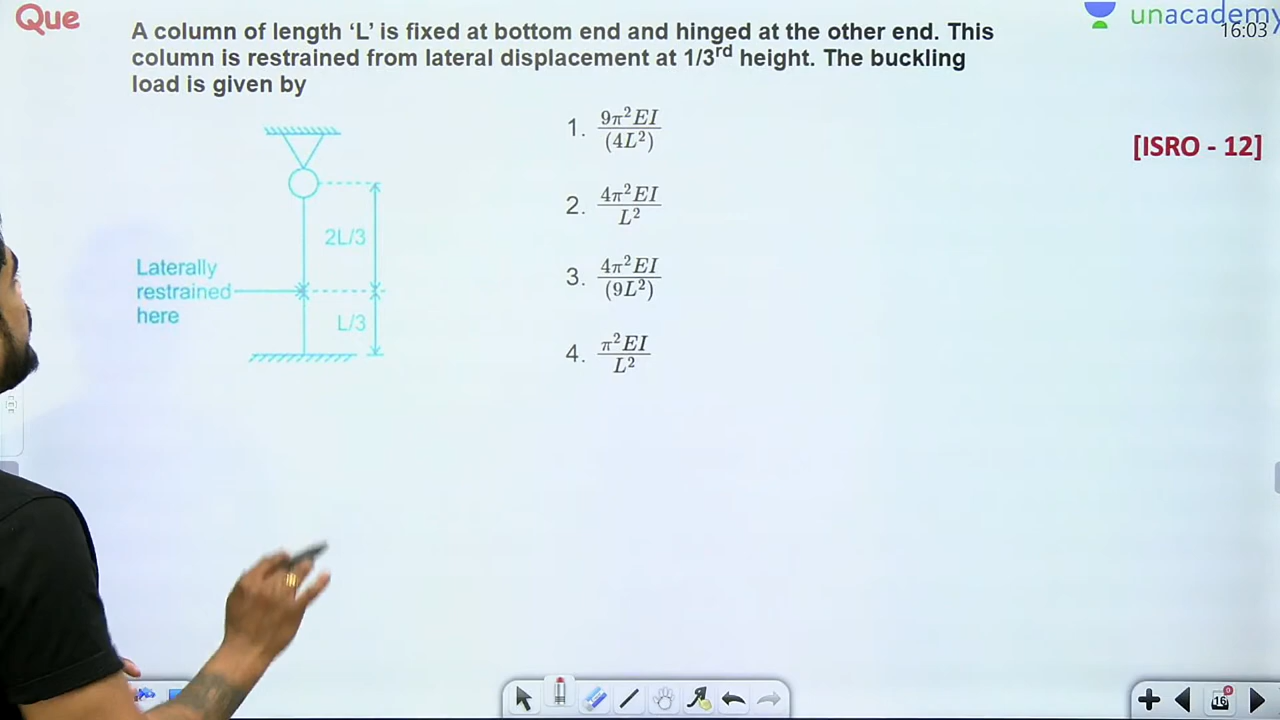 Que
unacademy
16:03
A column of length ‘L’ is fixed at bottom end and hinged at the other end. This
column is restrained from lateral displacement at 1/3rd height. The buckling
load is given by
1. 9π²EI/(4L²)
[ISRO - 12]
2. 4π²EI/L²
3. 4π²EI/(9L²)
4. π²EI/L²
2L/3
Laterally
restrained
here
L/3
16